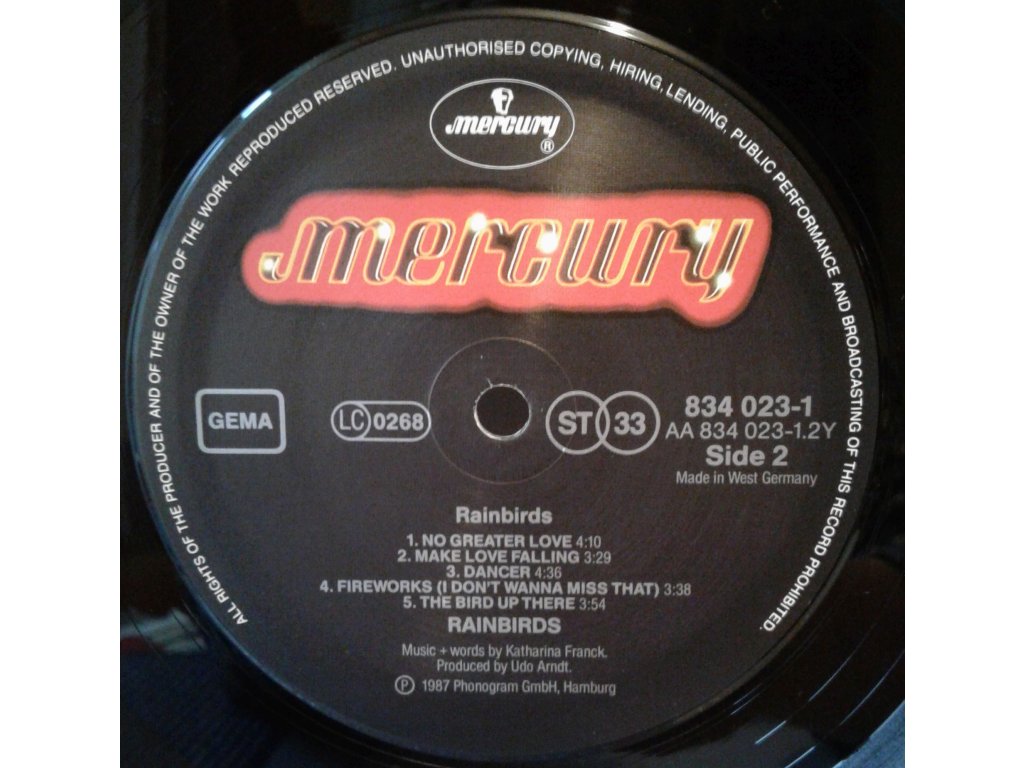 ALL RIGHTS OF THE PRODUCER AND OF THE OWNER OF THE WORK REPRODUCED RESERVED. UNAUTHORISED COPYING, HIRING, LENDING, PUBLIC PERFORMANCE AND BROADCASTING OF THIS RECORD PROHIBITED.
mercury
®
mercury
GEMA
LC 0268
ST 33
834 023-1
AA 834 023-1.2Y
Side 2
Made in West Germany
Rainbirds
1. NO GREATER LOVE 4:10
2. MAKE LOVE FALLING 3:29
3. DANCER 4:36
4. FIREWORKS (I DON'T WANNA MISS THAT) 3:38
5. THE BIRD UP THERE 3:54
RAINBIRDS
Music + words by Katharina Franck.
Produced by Udo Arndt.
℗ 1987 Phonogram GmbH, Hamburg